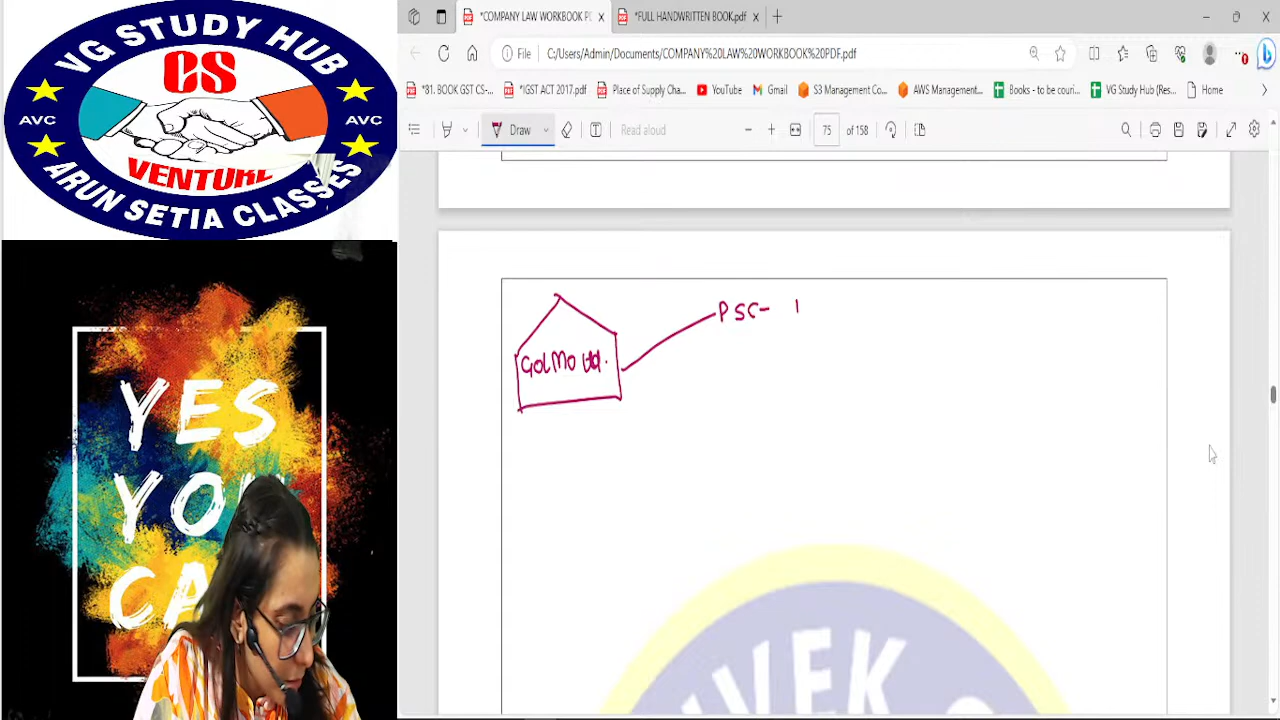 VG STUDY HUB
CS
AVC
AVC
VENTURE
ARUN SETIA CLASSES
YES
YOU
CA
*COMPANY LAW WORKBOOK PD
*FULL HANDWRITTEN BOOK.pdf
File
C:/Users/Admin/Documents/COMPANY%20LAW%20WORKBOOK%20PDF.pdf
*81. BOOK GST CS-...
*IGST ACT 2017.pdf
Place of Supply Cha...
YouTube
Gmail
S3 Management Co...
AWS Management...
Books - to be couri...
VG Study Hub (Res...
Home
Draw
Read aloud
75
of 158
PSC- 1
GolMo Ltd.
VEK